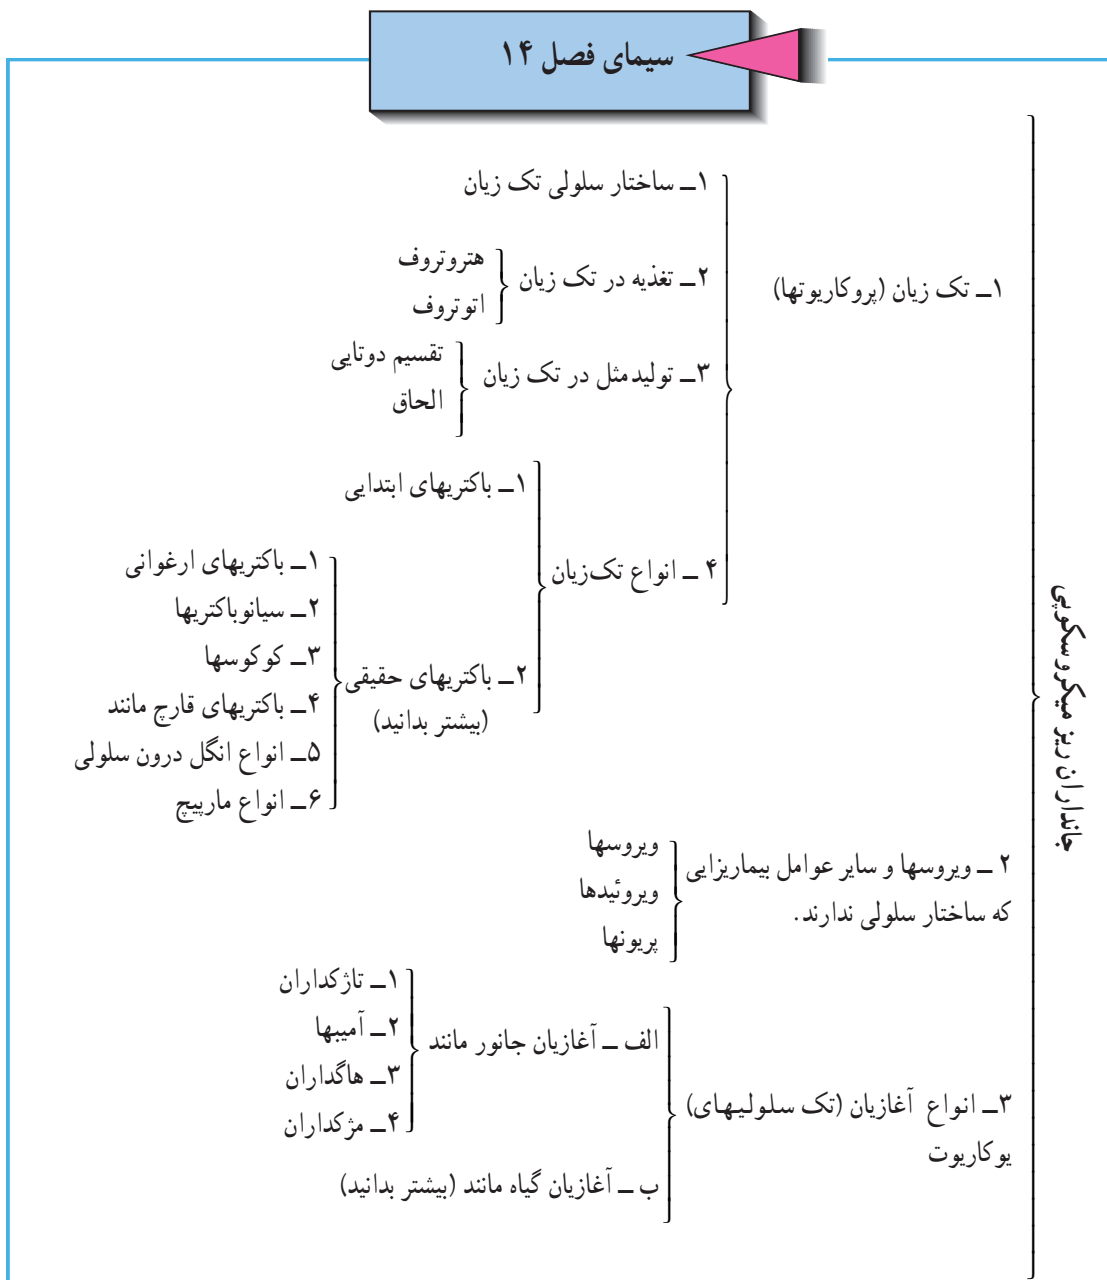 سیمای فصل ۱۴
جانداران ریز میکروسکوپی
۱ــ تک زیان (پروکاریوتها)
۱ــ ساختار سلولی تک زیان
۲ــ تغذیه در تک زیان
هتروتروف
اتوتروف
۳ــ تولیدمثل در تک زیان
تقسیم دوتایی
الحاق
۴ ــ انواع تک‌زیان
۱ــ باکتریهای ابتدایی
۲ــ باکتریهای حقیقی
(بیشتر بدانید)
۱ــ باکتریهای ارغوانی
۲ــ سیانوباکتریها
۳ــ کوکوسها
۴ــ باکتریهای قارچ مانند
۵ــ انواع انگل درون سلولی
۶ــ انواع مارپیچ
۲ ــ ویروسها و سایر عوامل بیماریزایی
که ساختار سلولی ندارند.
ویروسها
ویروئیدها
پریونها
۳ــ انواع آغازیان (تک سلولیهای)
یوکاریوت
الف ــ آغازیان جانور مانند
۱ــ تاژکداران
۲ــ آمیبها
۳ــ هاگداران
۴ــ مژکداران
ب ــ آغازیان گیاه مانند (بیشتر بدانید)